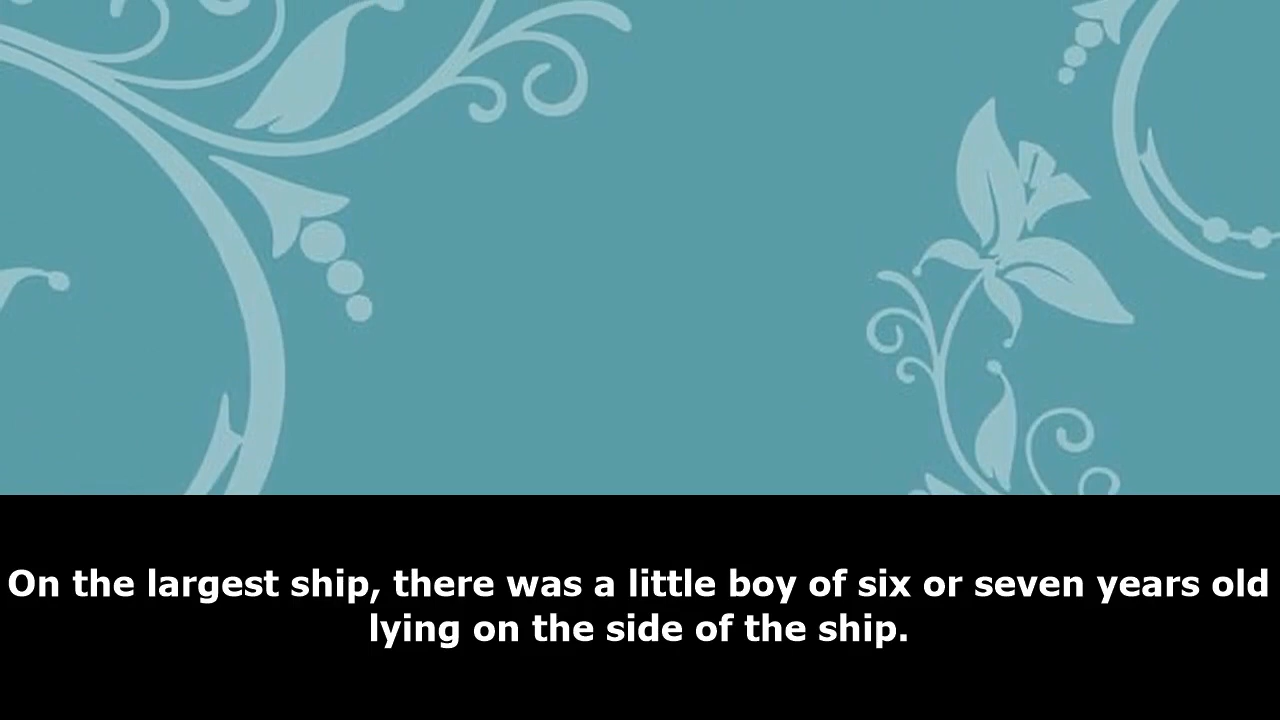 On the largest ship, there was a little boy of six or seven years old
lying on the side of the ship.